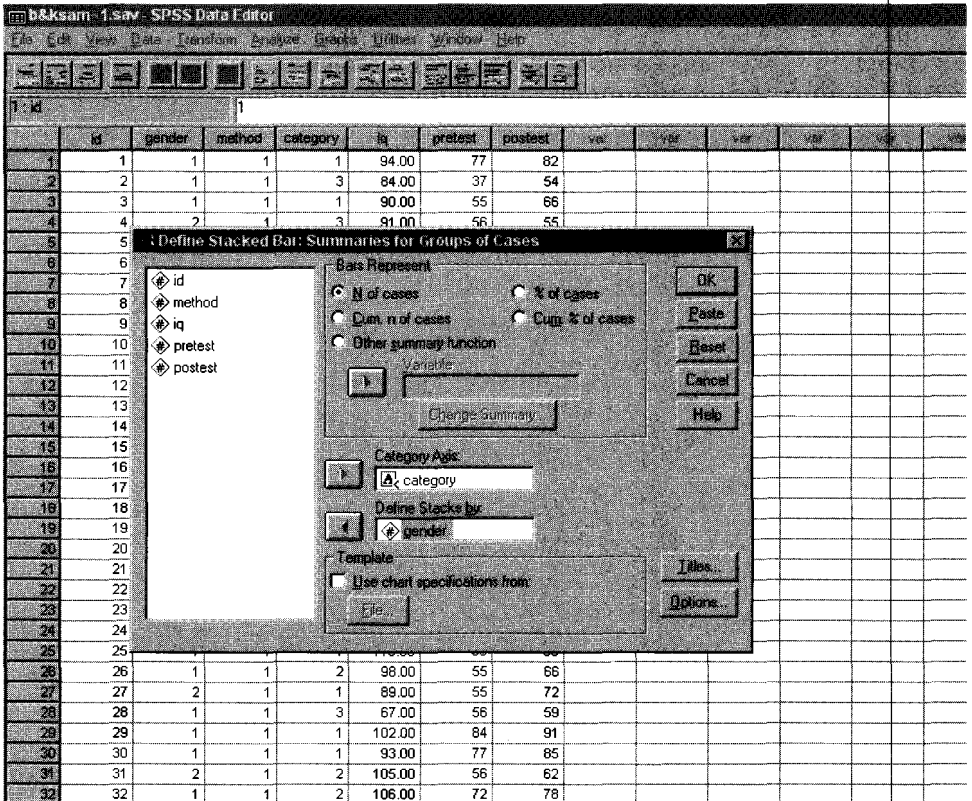 b&ksam~1.sav - SPSS Data Editor
File Edit View Data Transform Analyze Graphs Utilities Window Help
1 : id 1
id gender method category iq pretest postest var var var var var var
1 1 1 1 1 94.00 77 82
2 2 1 1 3 84.00 37 54
3 3 1 1 1 90.00 55 66
4 4 2 1 3 91.00 56 55
5 5
6 6
7 7
8 8
9 9
10 10
11 11
12 12
13 13
14 14
15 15
16 16
17 17
18 18
19 19
20 20
21 21
22 22
23 23
24 24
25 25
26 26 1 1 2 98.00 55 66
27 27 2 1 1 89.00 55 72
28 28 1 1 3 67.00 56 59
29 29 1 1 1 102.00 84 91
30 30 1 1 1 93.00 77 85
31 31 2 1 2 105.00 56 62
32 32 1 1 2 106.00 72 78
Define Stacked Bar: Summaries for Groups of Cases
id
method
iq
pretest
postest
Bars Represent
N of cases % of cases
Cum. n of cases Cum. % of cases
Other summary function
Variable:
Change Summary...
Category Axis:
category
Define Stacks by:
gender
Template
Use chart specifications from:
File...
OK
Paste
Reset
Cancel
Help
Titles...
Options...